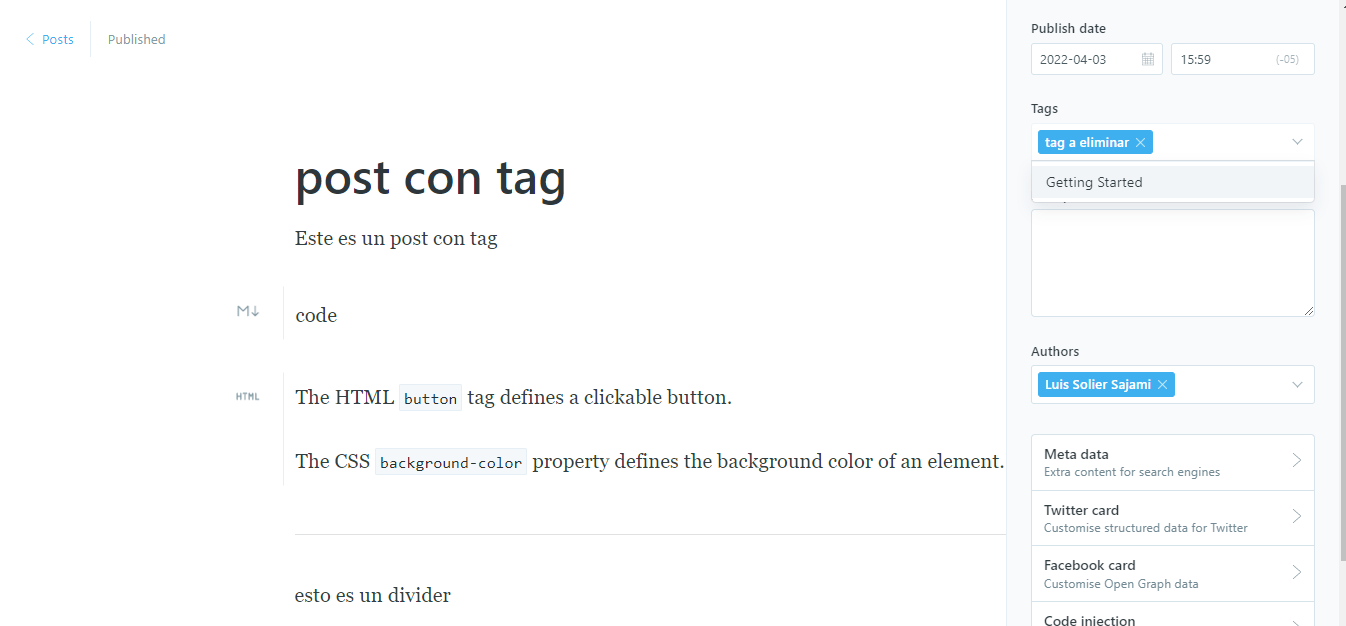 Posts
Published
post con tag
Este es un post con tag
M
code
HTML
The HTML button tag defines a clickable button.
The CSS background-color property defines the background color of an element.
esto es un divider
Publish date
2022-04-03
15:59 (-05)
Tags
tag a eliminar
Getting Started
Authors
Luis Solier Sajami
Meta data
Extra content for search engines
Twitter card
Customise structured data for Twitter
Facebook card
Customise Open Graph data
Code injection